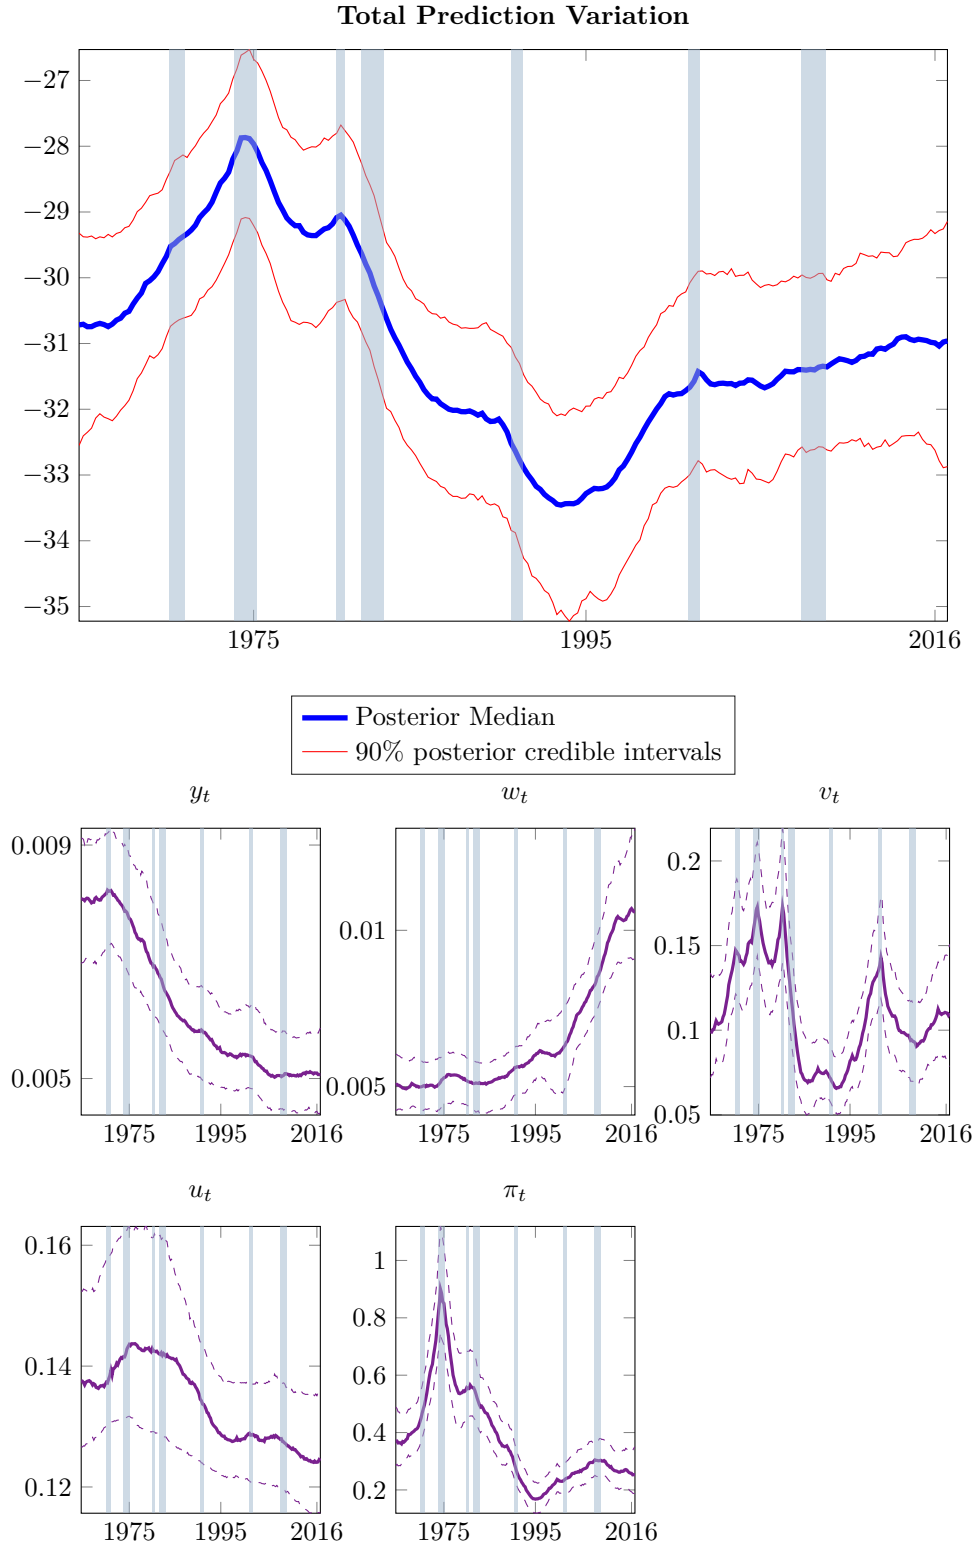 Total Prediction Variation
−27
−28
−29
−30
−31
−32
−33
−34
−35
1975 1995 2016
Posterior Median
90% posterior credible intervals
y_t w_t v_t
0.009
0.005
1975 1995 2016
0.01
0.005
1975 1995 2016
0.2
0.15
0.1
0.05
1975 1995 2016
u_t π_t
0.16
0.14
0.12
1975 1995 2016
1
0.8
0.6
0.4
0.2
1975 1995 2016